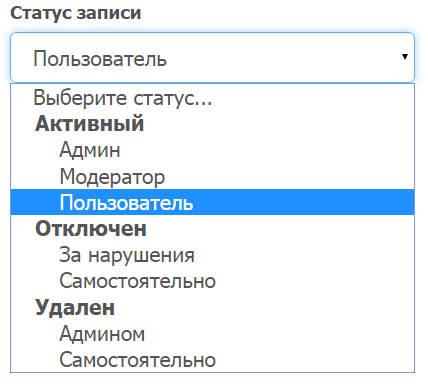 Статус записи
Пользователь
Выберите статус...
Активный
Админ
Модератор
Пользователь
Отключен
За нарушения
Самостоятельно
Удален
Админом
Самостоятельно